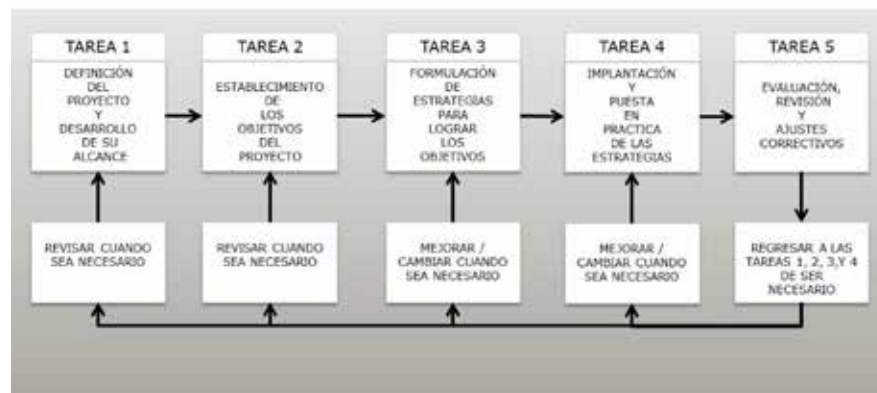 TAREA 1
DEFINICIÓN
DEL
PROYECTO
Y
DESARROLLO
DE SU
ALCANCE
TAREA 2
ESTABLECIMIENTO
DE
LOS
OBJETIVOS
DEL
PROYECTO
TAREA 3
FORMULACIÓN
DE
ESTRATEGIAS
PARA
LOGRAR
LOS
OBJETIVOS
TAREA 4
IMPLANTACIÓN
Y
PUESTA
EN
PRACTICA
DE LAS
ESTRATEGIAS
TAREA 5
EVALUACIÓN,
REVISIÓN
Y
AJUSTES
CORRECTIVOS
REVISAR CUANDO
SEA NECESARIO
REVISAR CUANDO
SEA NECESARIO
MEJORAR /
CAMBIAR CUANDO
SEA NECESARIO
MEJORAR /
CAMBIAR CUANDO
SEA NECESARIO
REGRESAR A LAS
TAREAS 1, 2, 3,Y 4
DE SER
NECESARIO